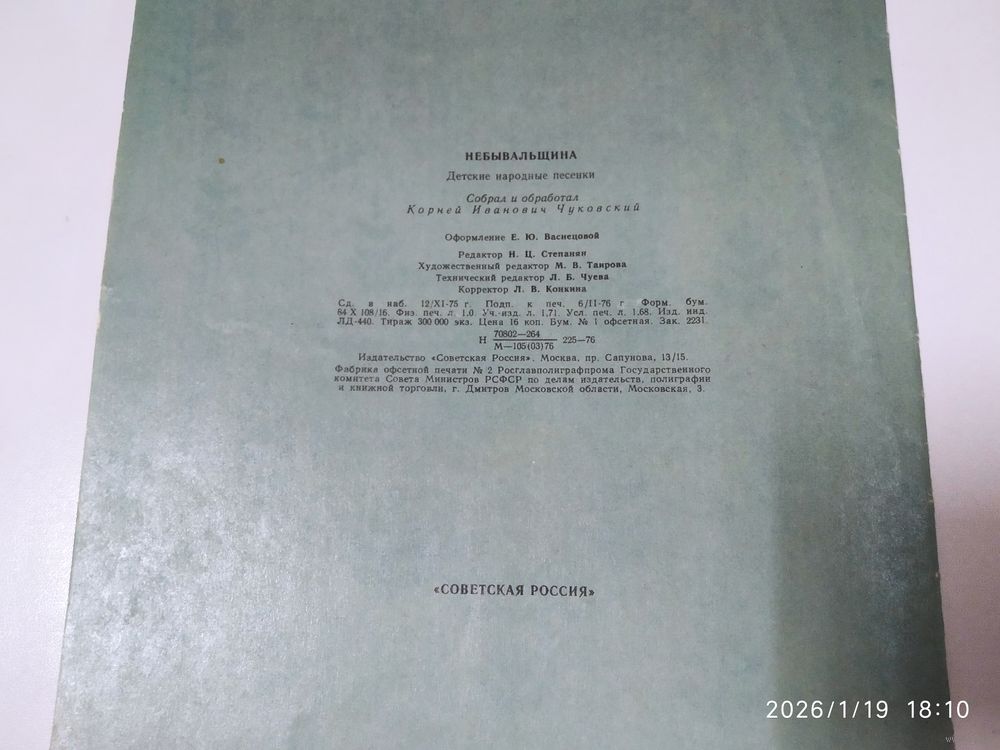 НЕБЫВАЛЬЩИНА
Детские народные песенки
Собрал и обработал
Корней Иванович Чуковский
Оформление Е. Ю. Васнецовой
Редактор Н. Ц. Степанян
Художественный редактор М. В. Таирова
Технический редактор Л. Б. Чуева
Корректор Л. В. Конкина
Сд. в наб. 12/XI-75 г. Подп. к печ. 6/II-76 г Форм. бум.
84 X 108/16. Физ. печ. л. 1.0. Уч.-изд. л. 1,71. Усл. печ. л. 1.68. Изд. инд.
ЛД-440. Тираж 300 000 экз. Цена 16 коп. Бум. № 1 офсетная. Зак. 2231.
Н 70802—264 225—76
М—105(03)76
Издательство «Советская Россия». Москва, пр. Сапунова, 13/15.
Фабрика офсетной печати № 2 Росглавполиграфпрома Государственного
комитета Совета Министров РСФСР по делам издательств, полиграфии
и книжной торговли, г. Дмитров Московской области, Московская, 3.
«СОВЕТСКАЯ РОССИЯ»
2026/1/19 18:10